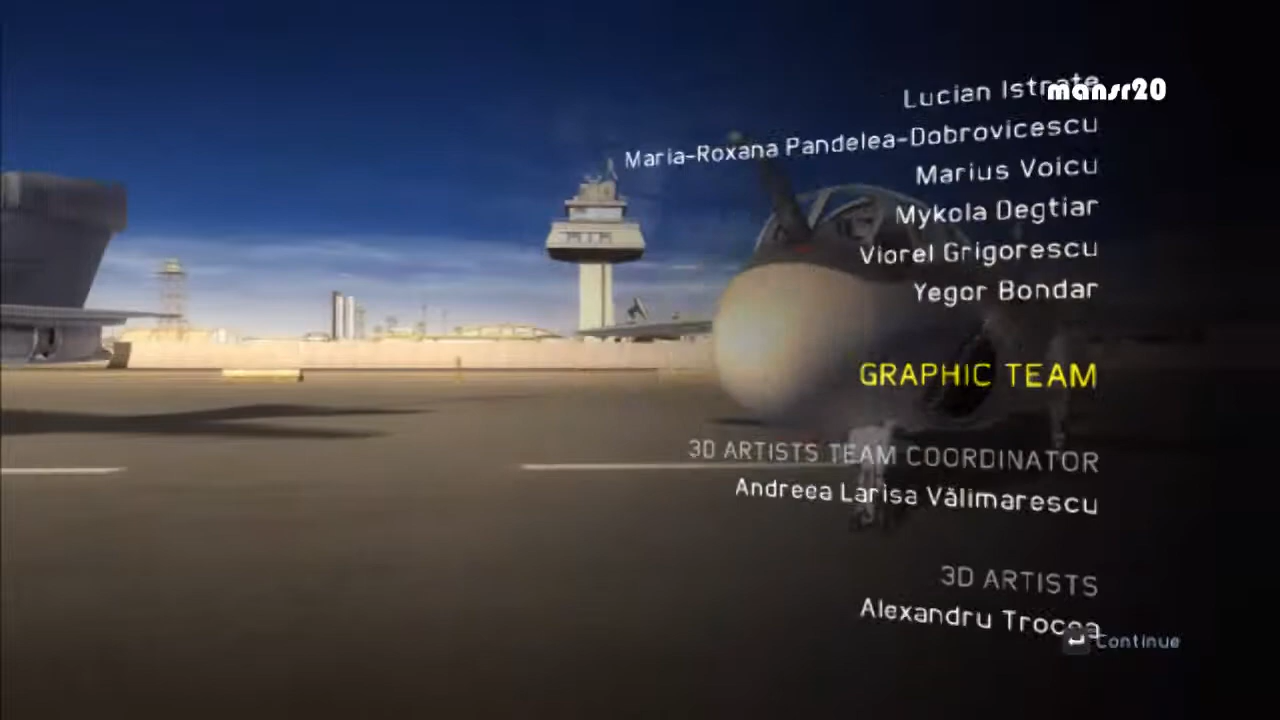 Lucian Istrate
mansr20
Maria-Roxana Pandelea-Dobrovicescu
Marius Voicu
Mykola Degtiar
Viorel Grigorescu
Yegor Bondar
GRAPHIC TEAM
3D ARTISTS TEAM COORDINATOR
Andreea Larisa Vălimarescu
3D ARTISTS
Alexandru Trocea
Continue